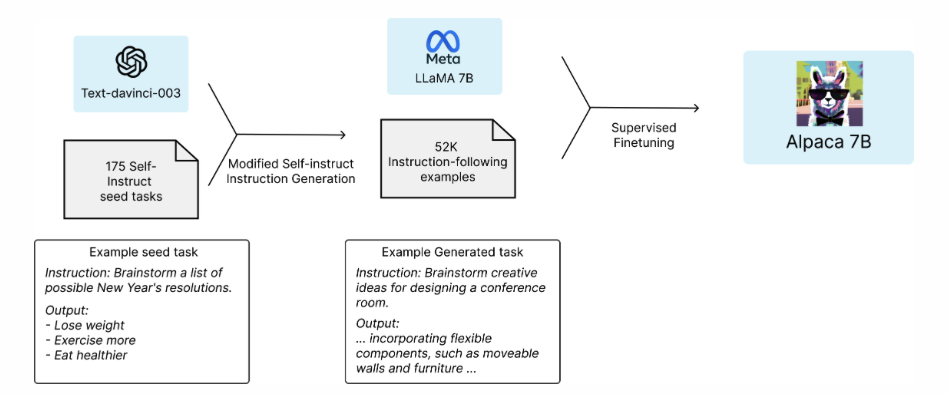 Text-davinci-003
175 Self-
Instruct
seed tasks
Modified Self-instruct
Instruction Generation
Meta
LLaMA 7B
52K
Instruction-following
examples
Supervised
Finetuning
Alpaca 7B
Example seed task
Instruction: Brainstorm a list of
possible New Year's resolutions.
Output:
- Lose weight
- Exercise more
- Eat healthier
Example Generated task
Instruction: Brainstorm creative
ideas for designing a conference
room.
Output:
... incorporating flexible
components, such as moveable
walls and furniture ...